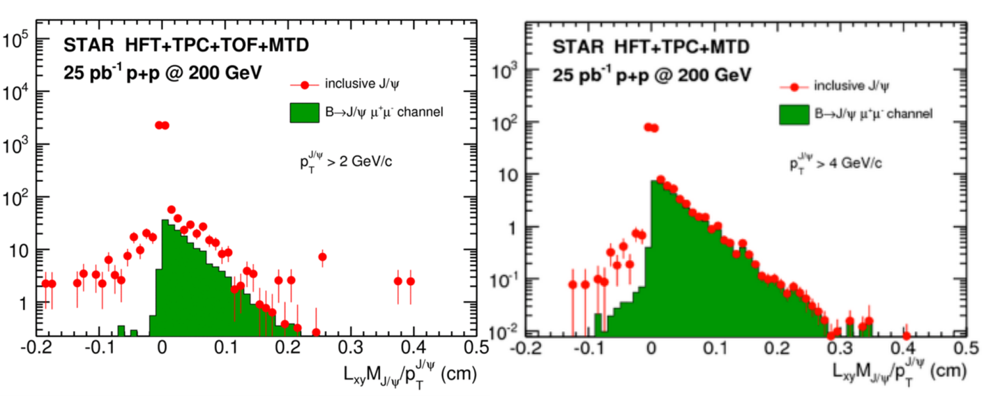 STAR HFT+TPC+TOF+MTD
25 pb⁻¹ p+p @ 200 GeV
inclusive J/ψ
B→J/ψ μ⁺μ⁻ channel
p_T^{J/ψ} > 2 GeV/c
10⁵
10⁴
10³
10²
10
1
-0.2 -0.1 0 0.1 0.2 0.3 0.4 0.5
L_{xy}M_{J/ψ}/p_T^{J/ψ} (cm)
STAR HFT+TPC+MTD
25 pb⁻¹ p+p @ 200 GeV
inclusive J/ψ
B→J/ψ μ⁺μ⁻ channel
p_T^{J/ψ} > 4 GeV/c
10³
10²
10
1
10⁻¹
10⁻²
-0.2 -0.1 0 0.1 0.2 0.3 0.4 0.5
L_{xy}M_{J/ψ}/p_T^{J/ψ} (cm)